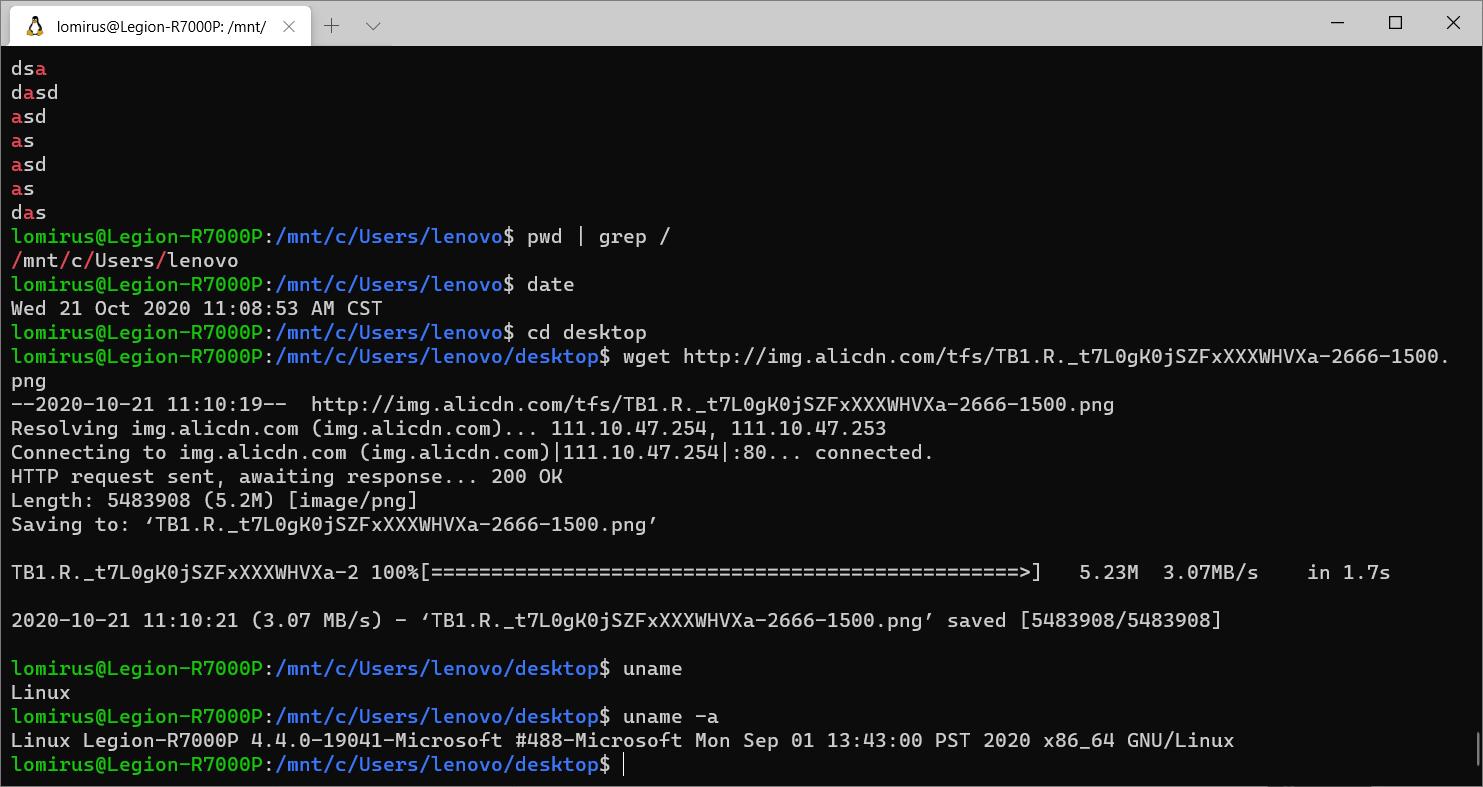 lomirus@Legion-R7000P: /mnt/
dsa
dasd
asd
as
asd
as
das
lomirus@Legion-R7000P:/mnt/c/Users/lenovo$ pwd | grep /
/mnt/c/Users/lenovo
lomirus@Legion-R7000P:/mnt/c/Users/lenovo$ date
Wed 21 Oct 2020 11:08:53 AM CST
lomirus@Legion-R7000P:/mnt/c/Users/lenovo$ cd desktop
lomirus@Legion-R7000P:/mnt/c/Users/lenovo/desktop$ wget http://img.alicdn.com/tfs/TB1.R._t7L0gK0jSZFxXXXWHVXa-2666-1500.
png
--2020-10-21 11:10:19--  http://img.alicdn.com/tfs/TB1.R._t7L0gK0jSZFxXXXWHVXa-2666-1500.png
Resolving img.alicdn.com (img.alicdn.com)... 111.10.47.254, 111.10.47.253
Connecting to img.alicdn.com (img.alicdn.com)|111.10.47.254|:80... connected.
HTTP request sent, awaiting response... 200 OK
Length: 5483908 (5.2M) [image/png]
Saving to: ‘TB1.R._t7L0gK0jSZFxXXXWHVXa-2666-1500.png’
TB1.R._t7L0gK0jSZFxXXXWHVXa-2 100%[=================================================>]   5.23M  3.07MB/s    in 1.7s
2020-10-21 11:10:21 (3.07 MB/s) - ‘TB1.R._t7L0gK0jSZFxXXXWHVXa-2666-1500.png’ saved [5483908/5483908]
lomirus@Legion-R7000P:/mnt/c/Users/lenovo/desktop$ uname
Linux
lomirus@Legion-R7000P:/mnt/c/Users/lenovo/desktop$ uname -a
Linux Legion-R7000P 4.4.0-19041-Microsoft #488-Microsoft Mon Sep 01 13:43:00 PST 2020 x86_64 GNU/Linux
lomirus@Legion-R7000P:/mnt/c/Users/lenovo/desktop$